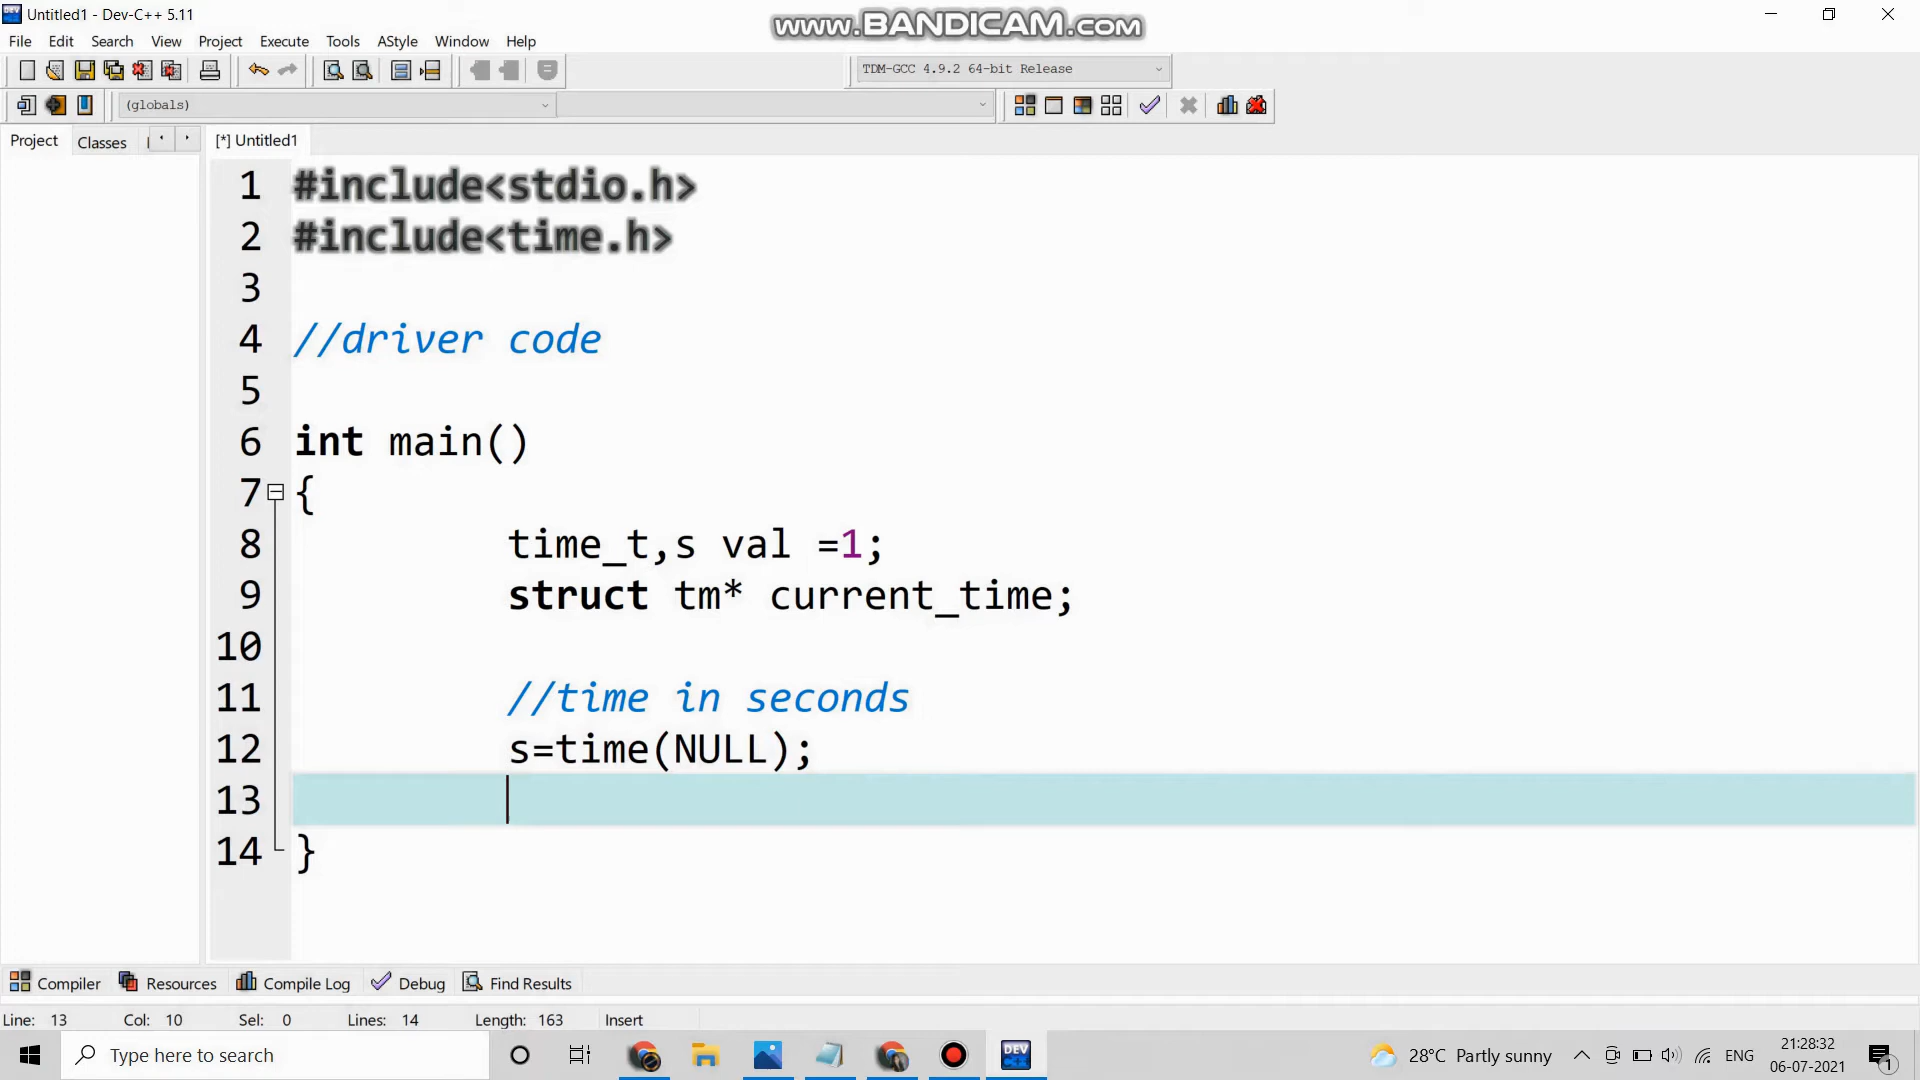 Untitled1 - Dev-C++ 5.11
www.BANDICAM.com
File Edit Search View Project Execute Tools AStyle Window Help
TDM-GCC 4.9.2 64-bit Release
(globals)
Project Classes
[*] Untitled1
1 #include<stdio.h>
2 #include<time.h>
3
4 //driver code
5
6 int main()
7 {
8 time_t,s val =1;
9 struct tm* current_time;
10
11 //time in seconds
12 s=time(NULL);
13
14 }
Compiler Resources Compile Log Debug Find Results
Line: 13 Col: 10 Sel: 0 Lines: 14 Length: 163 Insert
Type here to search
DEV
28°C Partly sunny
ENG
21:28:32
06-07-2021
1